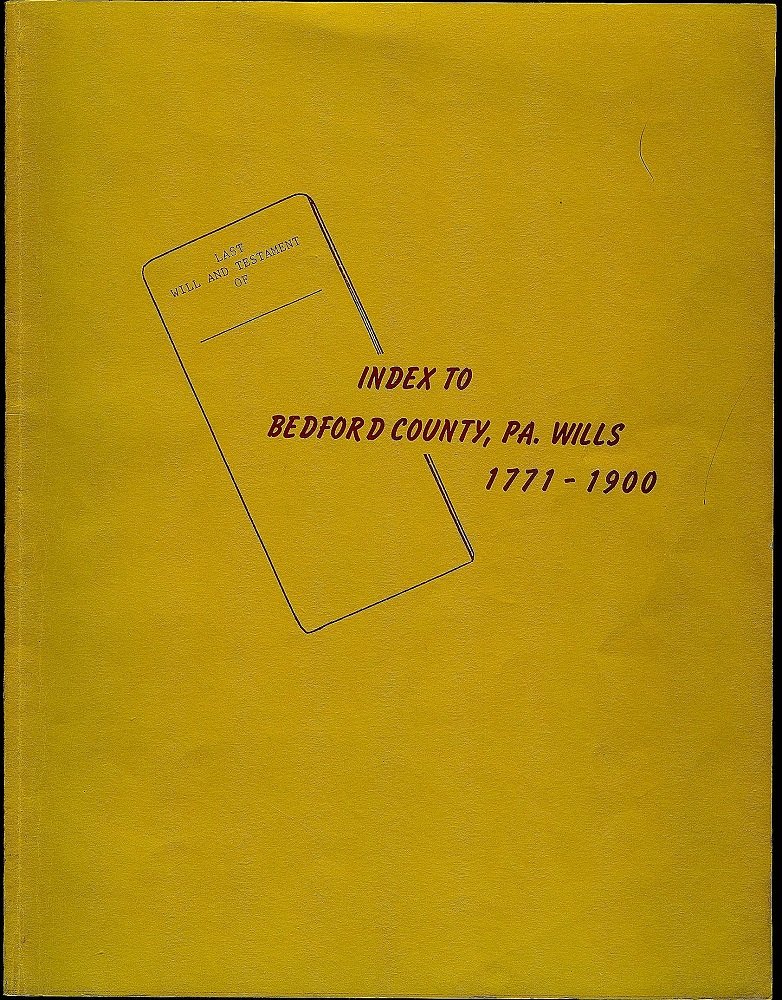 LAST
WILL AND TESTAMENT
OF
INDEX TO
BEDFORD COUNTY, PA. WILLS
1771-1900